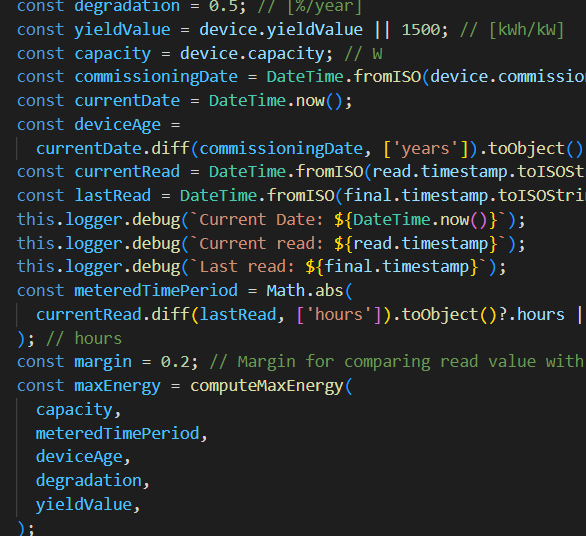 const degradation = 0.5; // [%/year]
const yieldValue = device.yieldValue || 1500; // [kWh/kW]
const capacity = device.capacity; // W
const commissioningDate = DateTime.fromISO(device.commissio
const currentDate = DateTime.now();
const deviceAge =
currentDate.diff(commissioningDate, ['years']).toObject()
const currentRead = DateTime.fromISO(read.timestamp.toISOSt
const lastRead = DateTime.fromISO(final.timestamp.toISOStrin
this.logger.debug(`Current Date: ${DateTime.now()}`);
this.logger.debug(`Current read: ${read.timestamp}`);
this.logger.debug(`Last read: ${final.timestamp}`);
const meteredTimePeriod = Math.abs(
currentRead.diff(lastRead, ['hours']).toObject()?.hours |
); // hours
const margin = 0.2; // Margin for comparing read value with
const maxEnergy = computeMaxEnergy(
capacity,
meteredTimePeriod,
deviceAge,
degradation,
yieldValue,
);